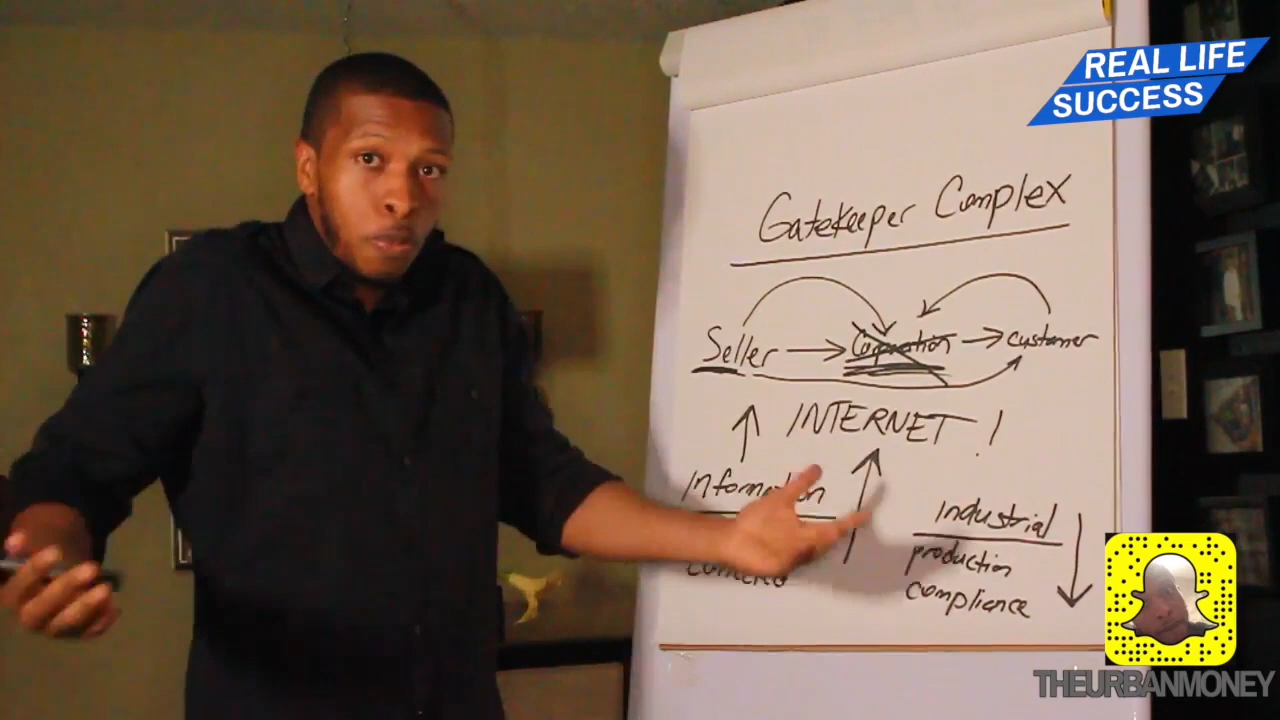 REAL LIFE
SUCCESS
Gatekeeper Complex
Seller Corporation customer
INTERNET!
Information
Industrial
production
compliance
THEURBANMONEY